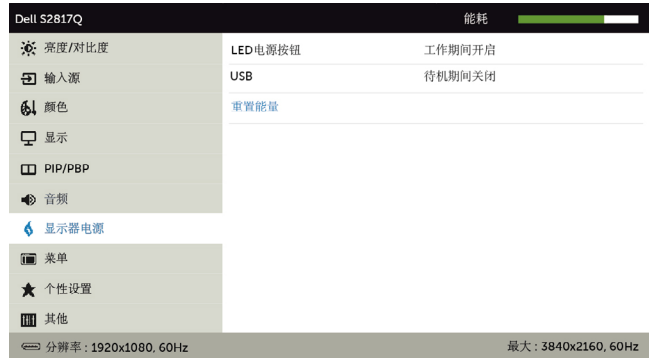 Dell S2817Q 能耗
亮度/对比度
LED电源按钮 工作期间开启
输入源
USB 待机期间关闭
颜色
重置能量
显示
PIP/PBP
音频
显示器电源
菜单
个性设置
其他
分辨率 : 1920x1080, 60Hz 最大 : 3840x2160, 60Hz